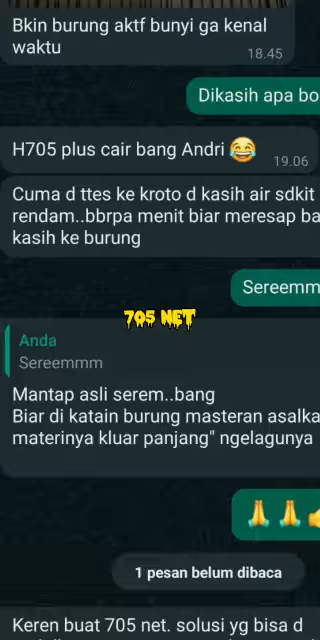 Bkin burung aktf bunyi ga kenal
waktu
18.45
Dikasih apa bo
H705 plus cair bang Andri 😂
19.06
Cuma d ttes ke kroto d kasih air sdkit
rendam..bbrpa menit biar meresap ba
kasih ke burung
Sereemm
705 NET
Anda
Sereemmm
Mantap asli serem..bang
Biar di katain burung masteran asalka
materinya kluar panjang" ngelagunya
🙏🙏
1 pesan belum dibaca
Keren buat 705 net. solusi yg bisa d